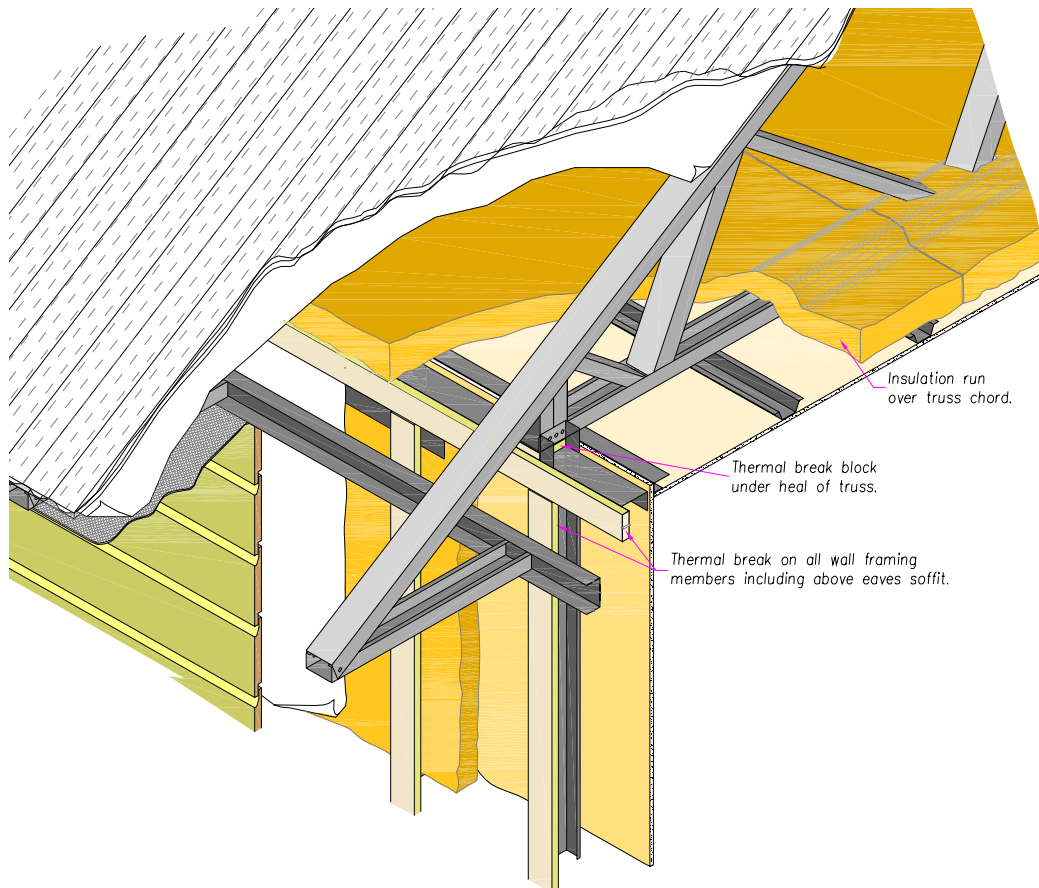 Insulation run
over truss chord.
Thermal break block
under heal of truss.
Thermal break on all wall framing
members including above eaves soffit.